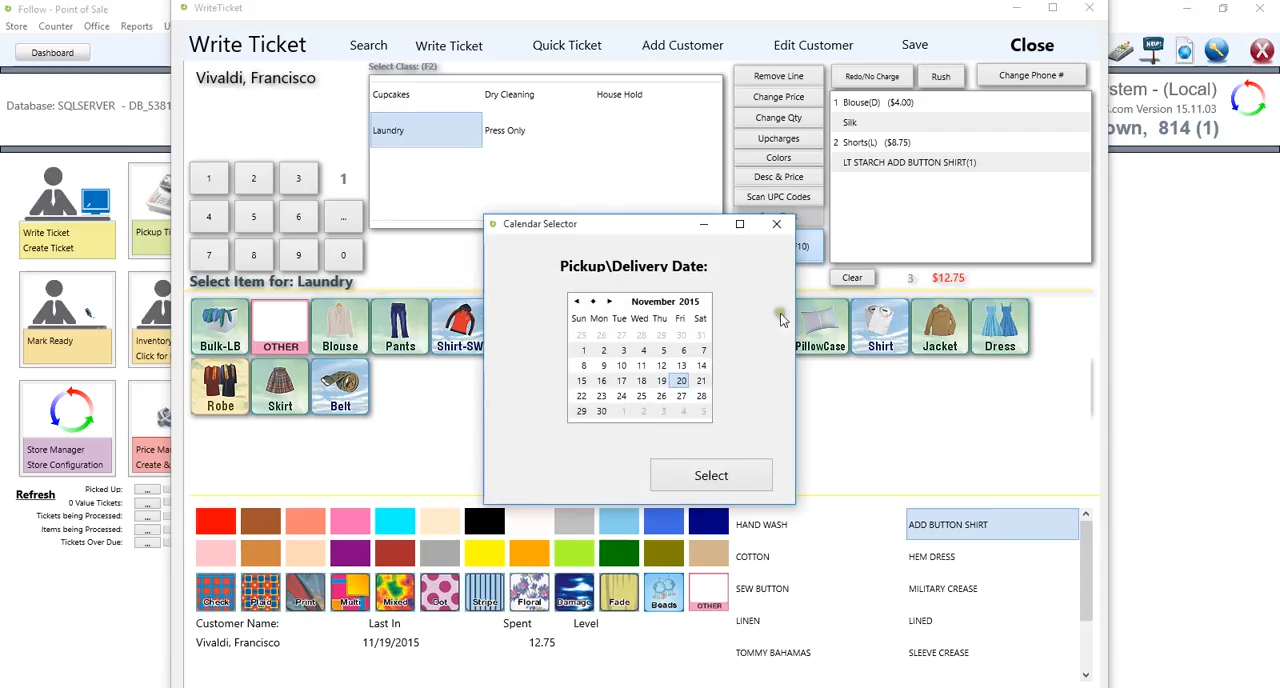 Follow - Point of Sale
Store Counter Office Reports U
Dashboard
Database: SQLSERVER - DB_5381
Write Ticket
Create Ticket
Pickup Ti
Mark Ready
Inventory
Click for
Store Manager
Store Configuration
Price Ma
Create &
Refresh
Picked Up: ...
0 Value Tickets: ...
Tickets being Processed: ...
Items being Processed: ...
Tickets Over Due: ...
WriteTicket
Write Ticket Search Write Ticket Quick Ticket Add Customer Edit Customer Save Close
Vivaldi, Francisco
1 2 3 1
4 5 6 ...
7 8 9 0
Select Class: (F2)
Cupcakes Dry Cleaning House Hold
Laundry Press Only
Remove Line
Change Price
Change Qty
Upcharges
Colors
Desc & Price
Scan UPC Codes
10)
Redo/No Charge Rush Change Phone #
1 Blouse(D) ($4.00)
Silk
2 Shorts(L) ($8.75)
LT STARCH ADD BUTTON SHIRT(1)
Clear 3 $12.75
Select Item for: Laundry
Bulk-LB OTHER Blouse Pants Shirt-SW PillowCase Shirt Jacket Dress
Robe Skirt Belt
Calendar Selector
Pickup\Delivery Date:
November 2015
Sun Mon Tue Wed Thu Fri Sat
25 26 27 28 29 30 31
1 2 3 4 5 6 7
8 9 10 11 12 13 14
15 16 17 18 19 20 21
22 23 24 25 26 27 28
29 30 1 2 3 4 5
Select
Check Plaid Print Multi Mixed Dot Stripe Floral Damage Fade Beads OTHER
HAND WASH ADD BUTTON SHIRT
COTTON HEM DRESS
SEW BUTTON MILITARY CREASE
LINEN LINED
TOMMY BAHAMAS SLEEVE CREASE
Customer Name: Last In Spent Level
Vivaldi, Francisco 11/19/2015 12.75
HELP!
stem - (Local)
.com Version 15.11.03
own, 814 (1)